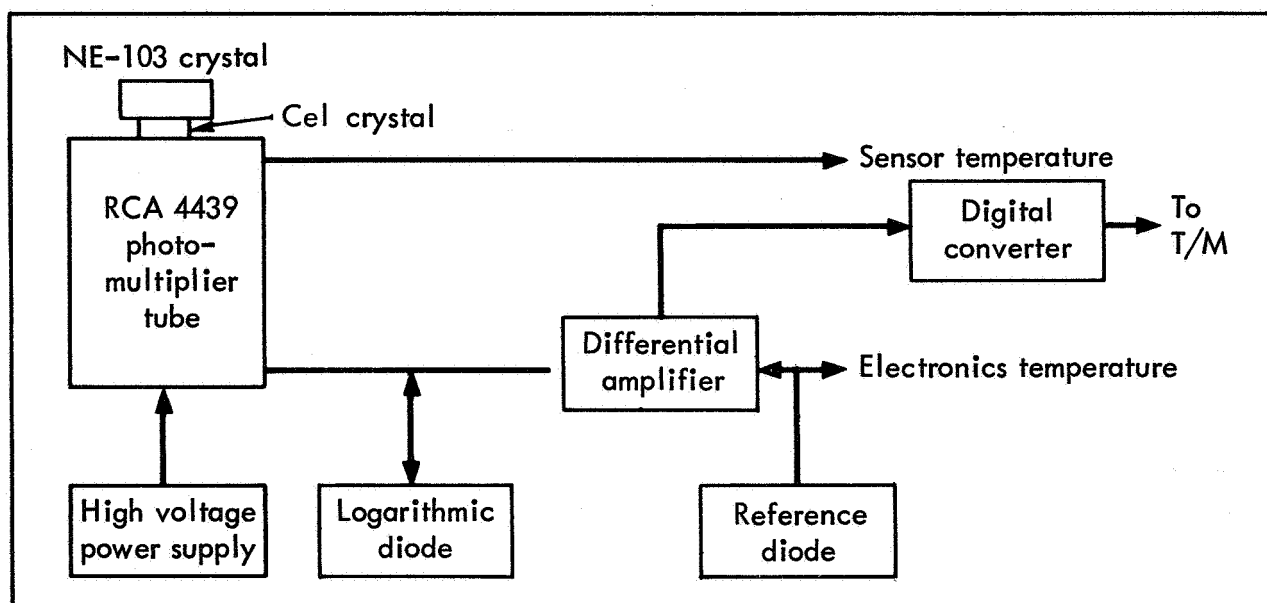 NE-103 crystal
Cel crystal
RCA 4439
photo-
multiplier
tube
Sensor temperature
Digital
converter
To
T/M
Differential
amplifier
Electronics temperature
High voltage
power supply
Logarithmic
diode
Reference
diode